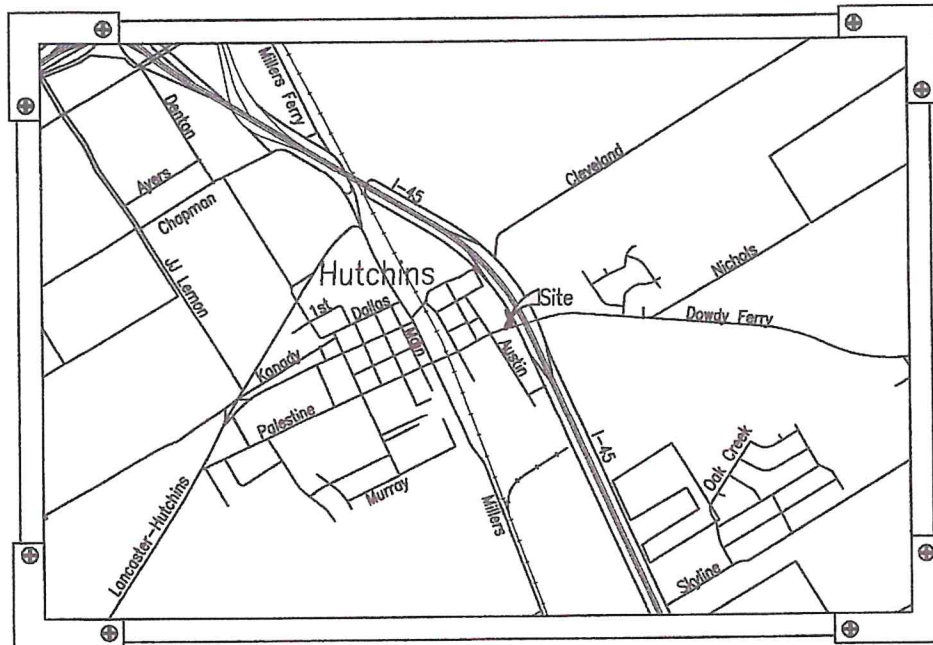 Millers Ferry
Denton
I-45
Cleveland
Ayers
Chapman
JJ Lemon
Hutchins
Nichols
1st
Dallas
Site
Dowdy Ferry
Main
Austin
Kanady
Palestine
I-45
Oak Creek
Murray
Millers
Lancaster-Hutchins
Skyline